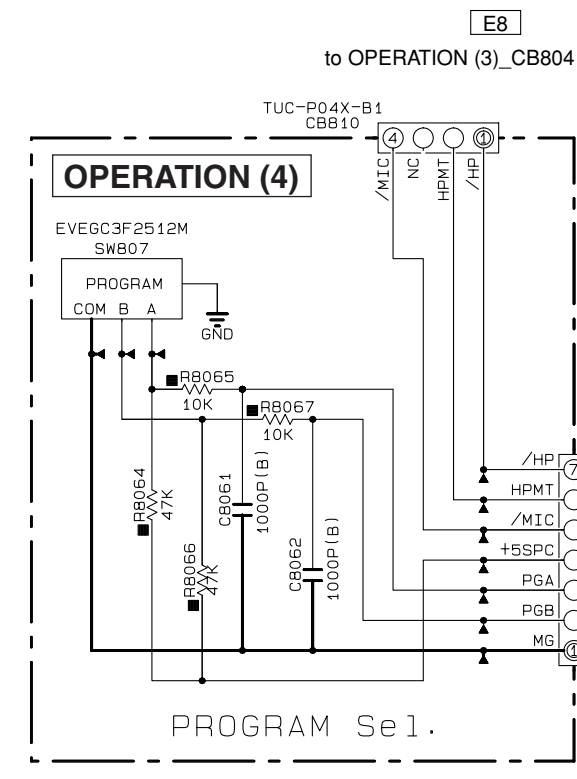 E8
to OPERATION (3)_CB804
TUC-P04X-B1
CB810
4
1
/MIC
NC
HPMT
/HP
OPERATION (4)
EVEGC3F2512M
SW807
PROGRAM
COM B A
GND
R8065
10K
R8067
10K
R8064
47K
C8061
1000P(B)
R8066
47K
C8062
1000P(B)
/HP
7
HPMT
/MIC
+5SPC
PGA
PGB
MG
1
PROGRAM Sel.